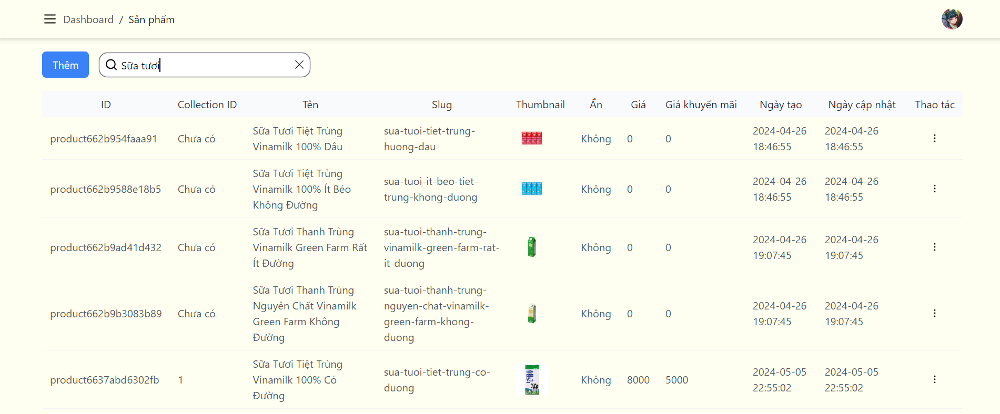 Dashboard / Sản phẩm
Thêm
Sữa tươi
ID Collection ID Tên Slug Thumbnail Ẩn Giá Giá khuyến mãi Ngày tạo Ngày cập nhật Thao tác
product662b954faaa91 Chưa có Sữa Tươi Tiệt Trùng sua-tuoi-tiet-trung- Không 0 0 2024-04-26 2024-04-26
Vinamilk 100% Dâu huong-dau 18:46:55 18:46:55
Sữa Tươi Tiệt Trùng
product662b9588e18b5 Chưa có Vinamilk 100% Ít Béo sua-tuoi-it-beo-tiet- Không 0 0 2024-04-26 2024-04-26
Không Đường trung-khong-duong 18:46:55 18:46:55
Sữa Tươi Thanh Trùng sua-tuoi-thanh-trung-
product662b9ad41d432 Chưa có Vinamilk Green Farm Rất vinamilk-green-farm-rat- Không 0 0 2024-04-26 2024-04-26
Ít Đường it-duong 19:07:45 19:07:45
Sữa Tươi Thanh Trùng sua-tuoi-thanh-trung-
Nguyên Chất Vinamilk nguyen-chat-vinamilk- 2024-04-26 2024-04-26
product662b9b3083b89 Chưa có Green Farm Không green-farm-khong- Không 0 0 19:07:45 19:07:45
Đường duong
Sữa Tươi Tiệt Trùng
product6637abd6302fb 1 Vinamilk 100% Có sua-tuoi-tiet-trung-co- Không 8000 5000 2024-05-05 2024-05-05
Đường duong 22:55:02 22:55:02